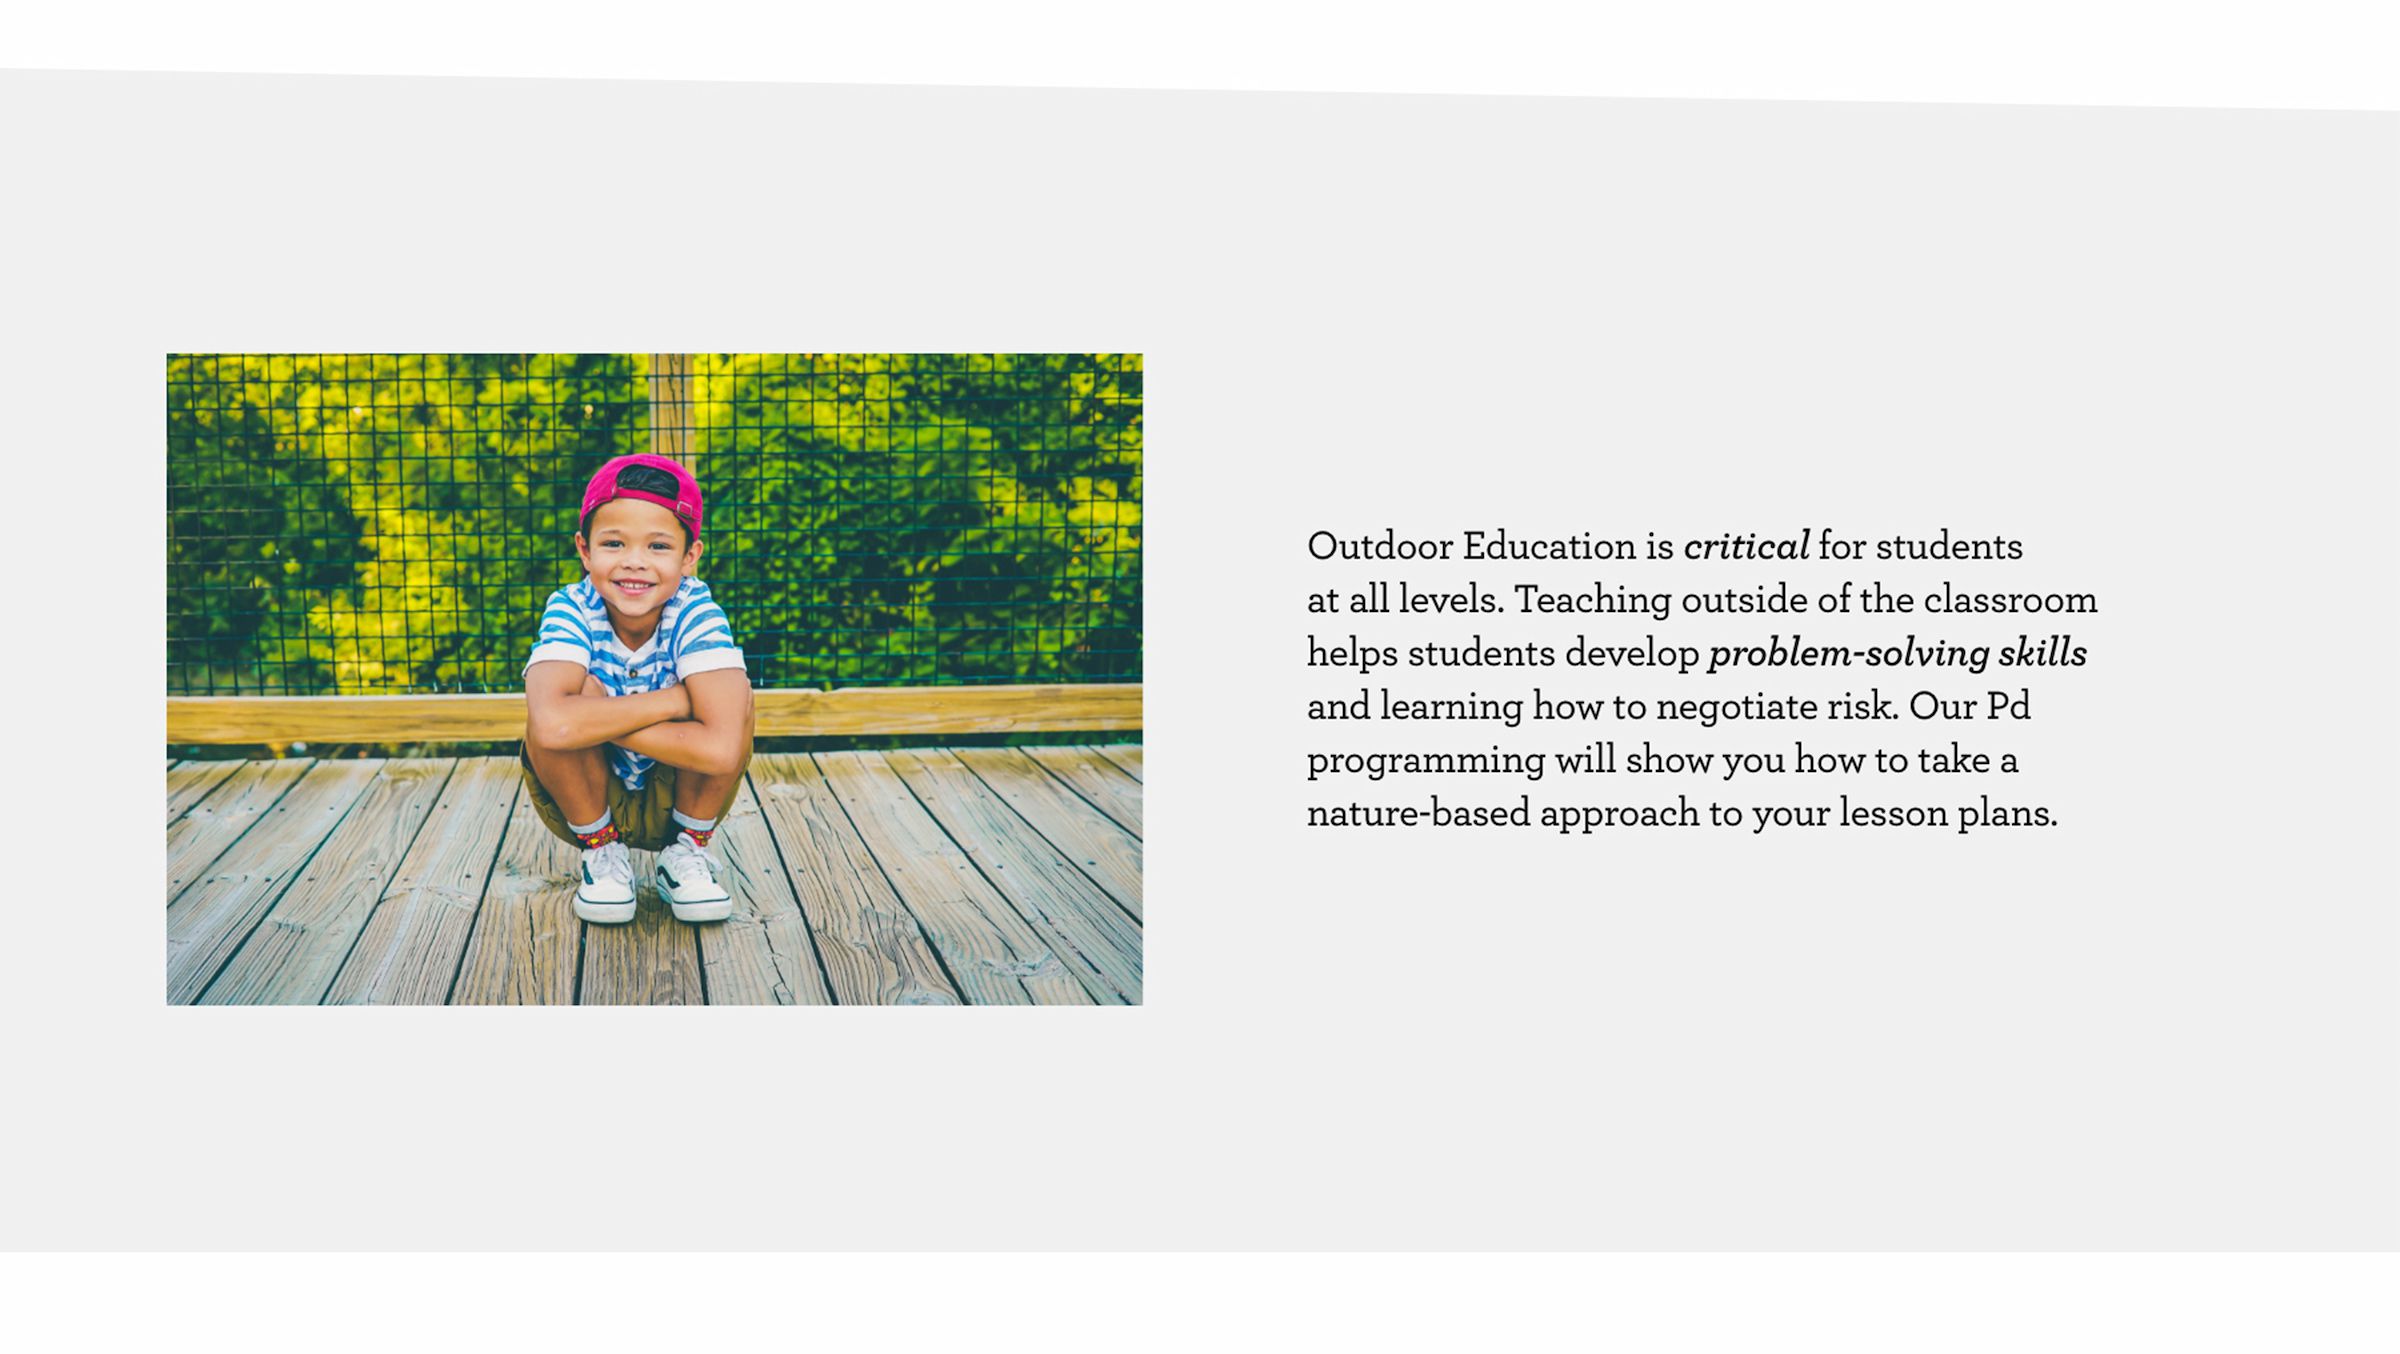 Outdoor Education is critical for students
at all levels. Teaching outside of the classroom
helps students develop problem-solving skills
and learning how to negotiate risk. Our Pd
programming will show you how to take a
nature-based approach to your lesson plans.